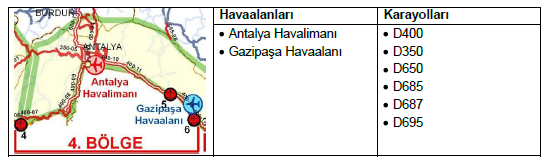 BURDUR
ANTALYA
Antalya
Havalimanı
Gazipaşa
Havaalanı
4
5
6
4. BÖLGE
Havaalanları
• Antalya Havalimanı
• Gazipaşa Havaalanı
Karayolları
• D400
• D350
• D650
• D685
• D687
• D695